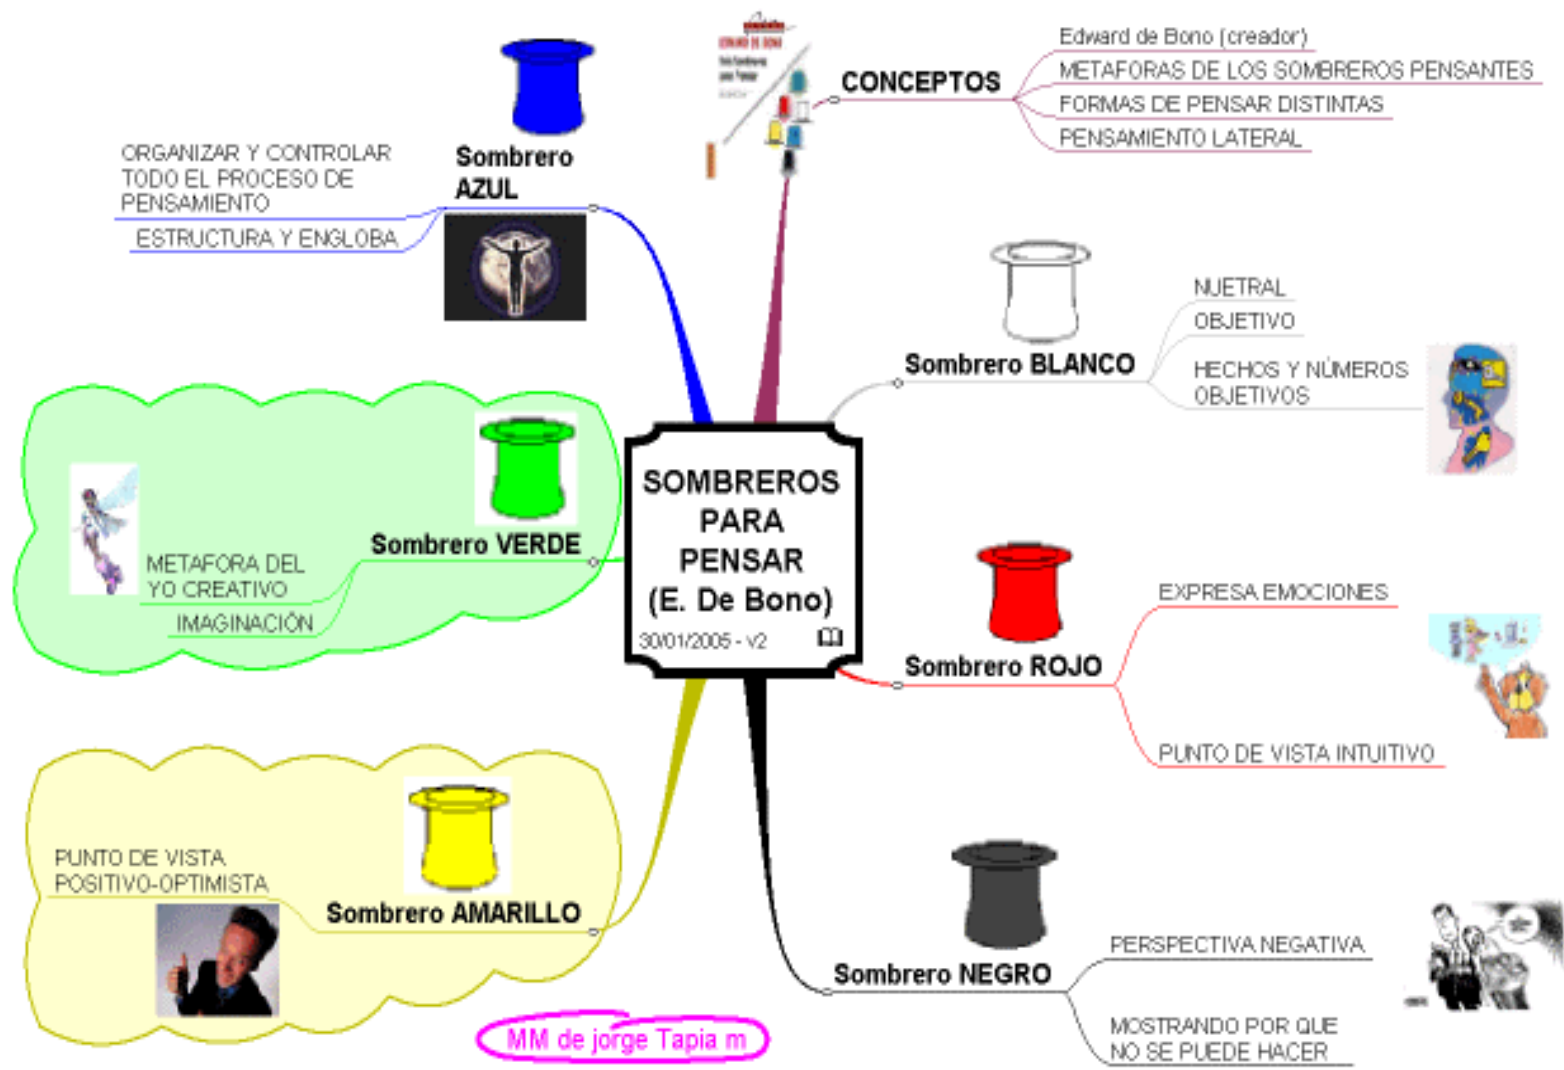 SOMBREROS
PARA
PENSAR
(E. De Bono)
30/01/2005 - v2
CONCEPTOS
Edward de Bono (creador)
METAFORAS DE LOS SOMBREROS PENSANTES
FORMAS DE PENSAR DISTINTAS
PENSAMIENTO LATERAL
Sombrero BLANCO
NUETRAL
OBJETIVO
HECHOS Y NÚMEROS
OBJETIVOS
Sombrero ROJO
EXPRESA EMOCIONES
PUNTO DE VISTA INTUITIVO
Sombrero NEGRO
PERSPECTIVA NEGATIVA
MOSTRANDO POR QUE
NO SE PUEDE HACER
Sombrero AMARILLO
PUNTO DE VISTA
POSITIVO-OPTIMISTA
Sombrero VERDE
METAFORA DEL
YO CREATIVO
IMAGINACIÓN
Sombrero
AZUL
ORGANIZAR Y CONTROLAR
TODO EL PROCESO DE
PENSAMIENTO
ESTRUCTURA Y ENGLOBA
MM de jorge Tapia m